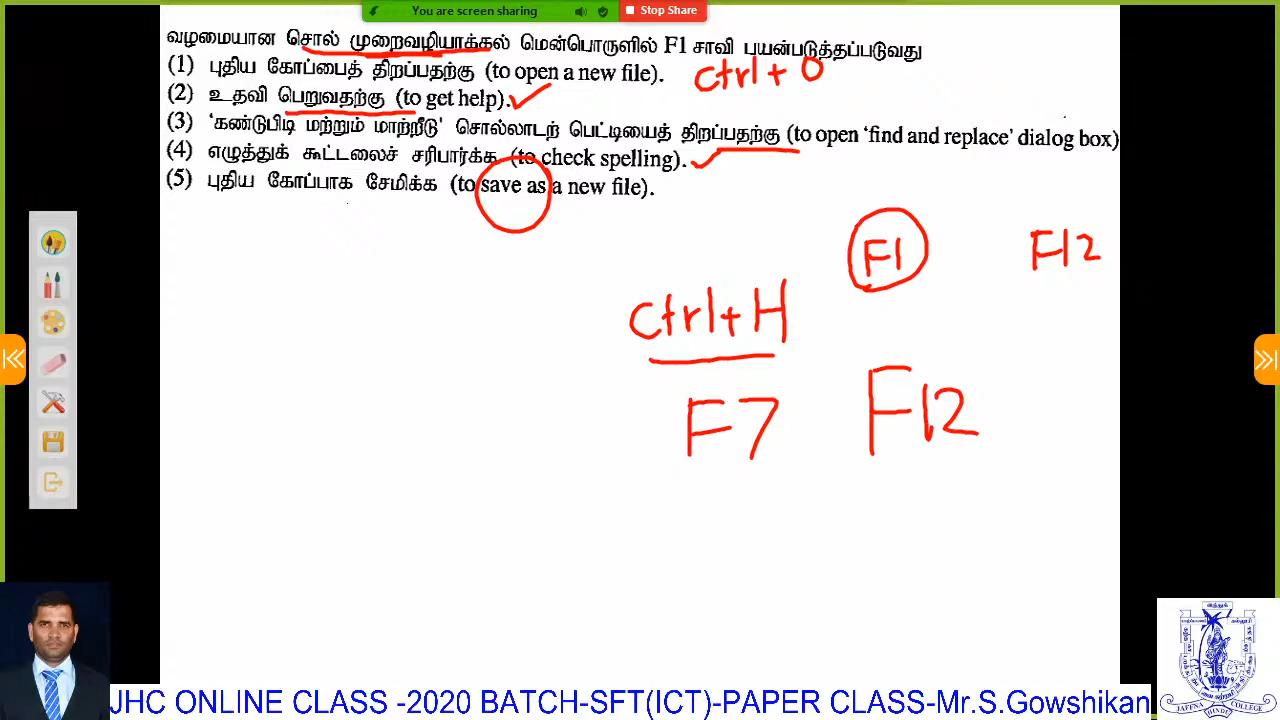 You are screen sharing
Stop Share
வழமையான சொல் முறைவழியாக்கல் மென்பொருளில் F1 சாவி பயன்படுத்தப்படுவது
(1) புதிய கோப்பைத் திறப்பதற்கு (to open a new file). ctrl + O
(2) உதவி பெறுவதற்கு (to get help).
(3) 'கண்டுபிடி மற்றும் மாற்றீடு' சொல்லாடற் பெட்டியைத் திறப்பதற்கு (to open 'find and replace' dialog box)
(4) எழுத்துக் கூட்டலைச் சரிபார்க்க (to check spelling).
(5) புதிய கோப்பாக சேமிக்க (to save as a new file).
F1 F12
ctrl+H
F7 F12
JHC ONLINE CLASS -2020 BATCH-SFT(ICT)-PAPER CLASS-Mr.S.Gowshikan